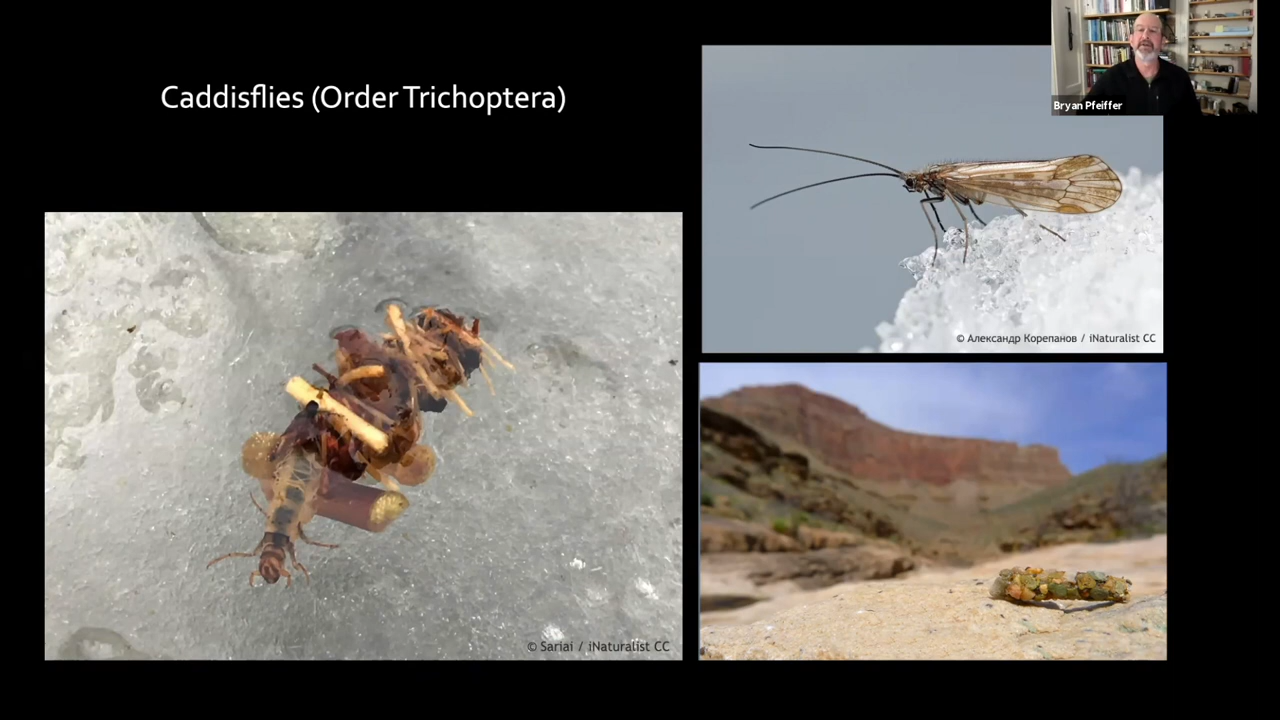 Caddisflies (Order Trichoptera)
Bryan Pfeiffer
© Александр Корепанов / iNaturalist CC
© Sariai / iNaturalist CC